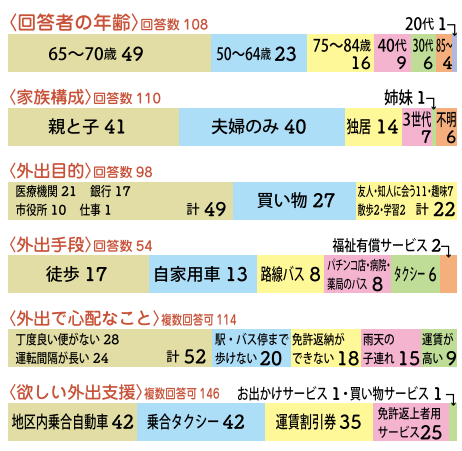 〈回答者の年齢〉回答数 108
20代 1
65〜70歳 49
50〜64歳 23
75〜84歳 16
40代 9
30代 6
85〜 4
〈家族構成〉回答数 110
姉妹 1
親と子 41
夫婦のみ 40
独居 14
3世代 7
不明 6
〈外出目的〉回答数 98
医療機関 21 銀行 17
市役所 10 仕事 1 計 49
買い物 27
友人・知人に会う11・趣味7
散歩2・学習2 計 22
〈外出手段〉回答数 54
福祉有償サービス 2
徒歩 17
自家用車 13
路線バス 8
パチンコ店・病院・
薬局のバス 8
タクシー 6
〈外出で心配なこと〉複数回答可 114
丁度良い便がない 28
運転間隔が長い 24 計 52
駅・バス停まで
歩けない 20
免許返納が
できない 18
雨天の
子連れ 15
運賃が
高い 9
〈欲しい外出支援〉複数回答可 146
お出かけサービス 1・買い物サービス 1
地区内乗合自動車 42
乗合タクシー 42
運賃割引券 35
免許返上者用
サービス25